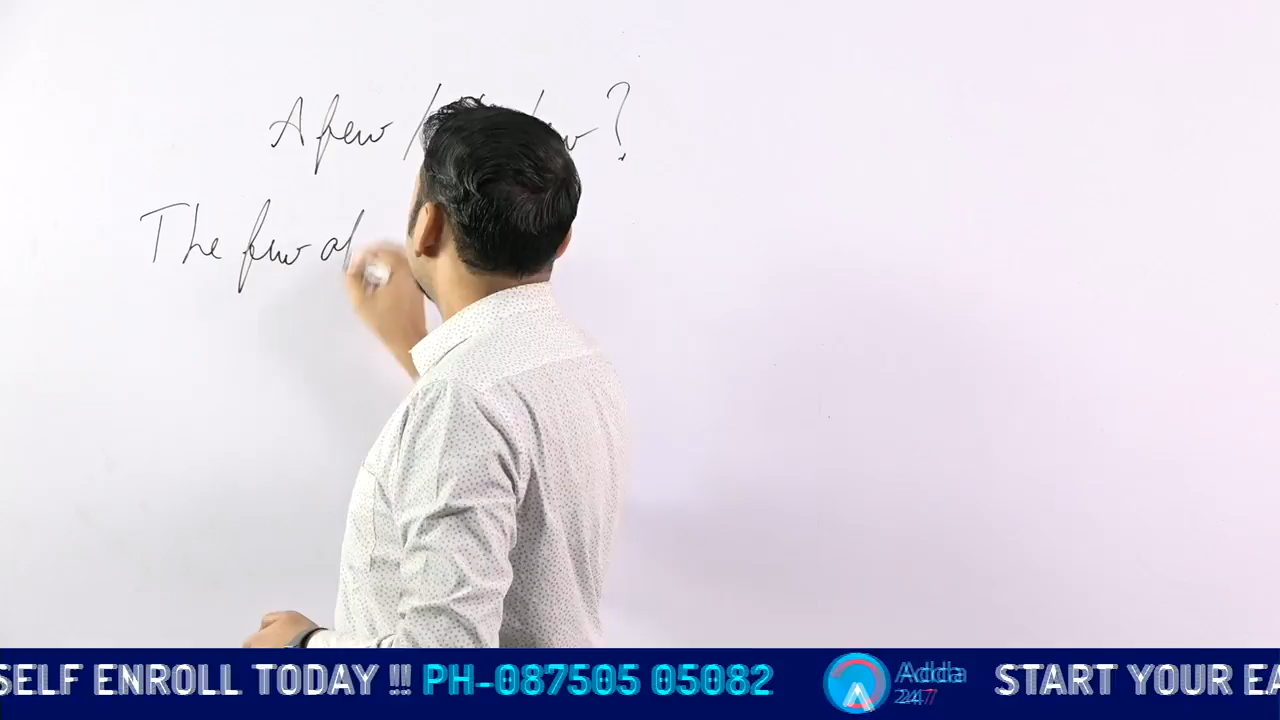 A few / ?
The few of
SELF ENROLL TODAY !!! PH-087505 05082 Adda 247 START YOUR EA